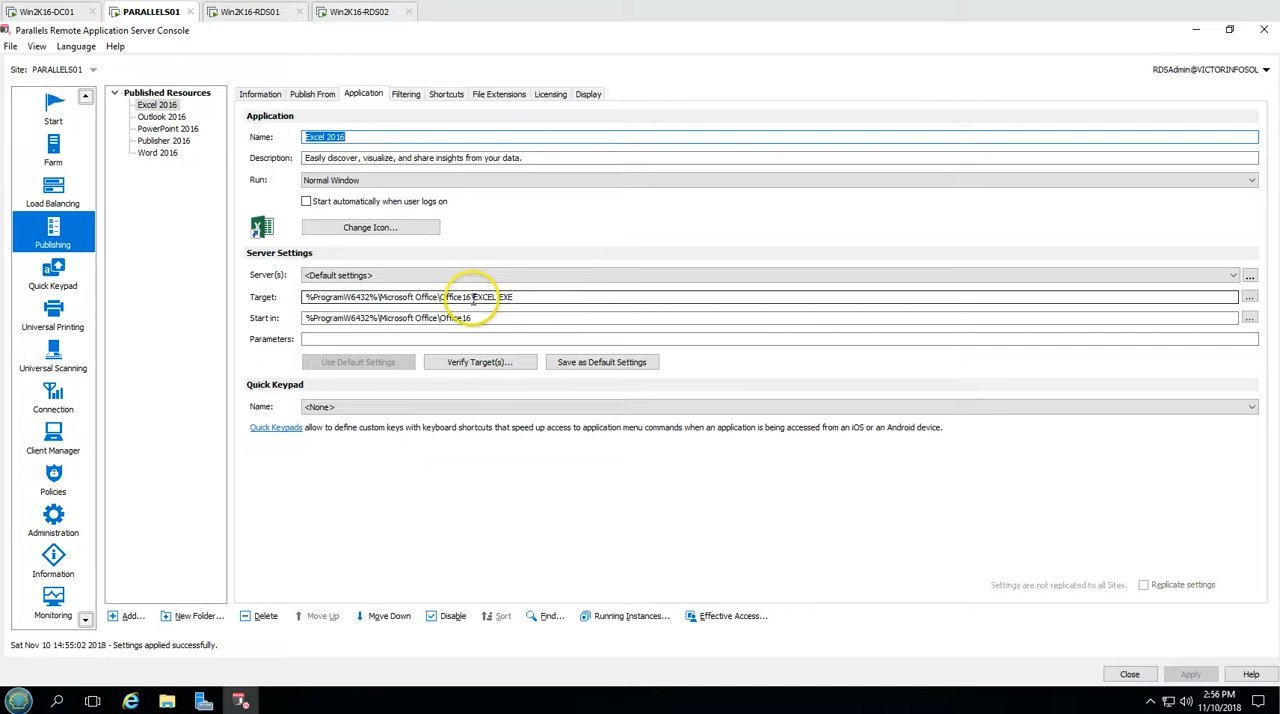 Win2K16-DC01 PARALLELS01 Win2K16-RDS01 Win2K16-RDS02
Parallels Remote Application Server Console
File View Language Help
Site: PARALLELS01 RDSAdmin@VICTORINFOSOL
Start
Farm
Load Balancing
Publishing
Quick Keypad
Universal Printing
Universal Scanning
Connection
Client Manager
Policies
Administration
Information
Monitoring
Published Resources
Excel 2016
Outlook 2016
PowerPoint 2016
Publisher 2016
Word 2016
Information Publish From Application Filtering Shortcuts File Extensions Licensing Display
Application
Name: Excel 2016
Description: Easily discover, visualize, and share insights from your data.
Run: Normal Window
Start automatically when user logs on
Change Icon...
Server Settings
Server(s): <Default settings> ...
Target: %ProgramW6432%\Microsoft Office\Office16\EXCEL.EXE ...
Start in: %ProgramW6432%\Microsoft Office\Office16 ...
Parameters:
Use Default Settings Verify Target(s)... Save as Default Settings
Quick Keypad
Name: <None>
Quick Keypads allow to define custom keys with keyboard shortcuts that speed up access to application menu commands when an application is being accessed from an iOS or an Android device.
Settings are not replicated to all Sites. Replicate settings
Add... New Folder... Delete Move Up Move Down Disable Sort Find... Running Instances... Effective Access...
Sat Nov 10 14:55:02 2018 - Settings applied successfully.
Close Apply Help
2:56 PM
11/10/2018